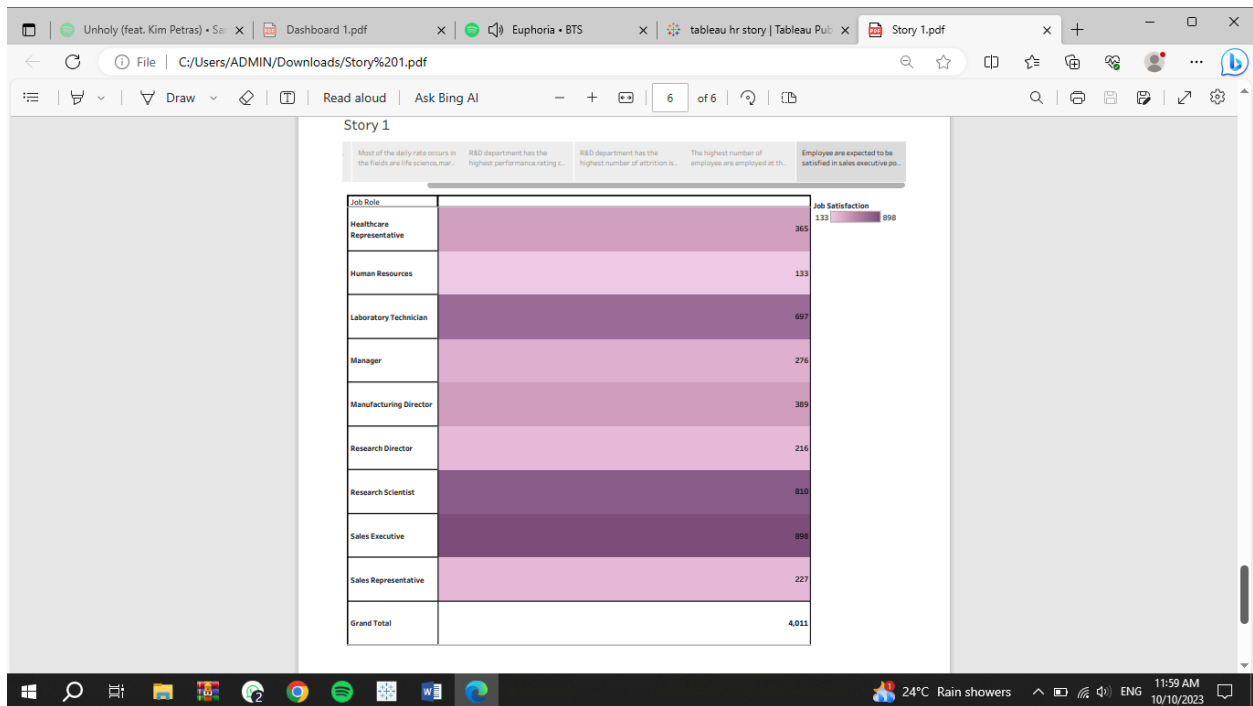 Unholy (feat. Kim Petras) • Sa
Dashboard 1.pdf
Euphoria • BTS
tableau hr story | Tableau Pub
Story 1.pdf
File | C:/Users/ADMIN/Downloads/Story%201.pdf
Draw
Read aloud
Ask Bing AI
6 of 6
Story 1
Most of the daily rate occurs in
the fields are life science,mar..
R&D department has the
highest performance rating c..
R&D department has the
highest number of attrition is..
The highest number of
employee are employed at th..
Employee are expected to be
satisfied in sales executive po..
Job Role
Job Satisfaction
133 898
Healthcare
Representative
365
Human Resources 133
Laboratory Technician 697
Manager 276
Manufacturing Director 389
Research Director 216
Research Scientist 810
Sales Executive 898
Sales Representative 227
Grand Total 4,011
24°C Rain showers
ENG
11:59 AM
10/10/2023